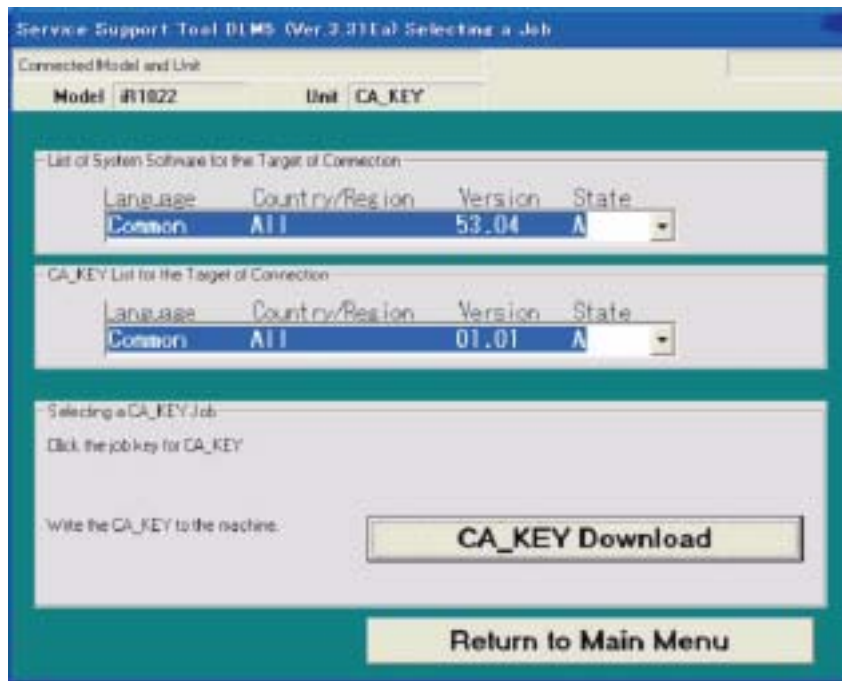 Service Support Tool DLM5 (Ver.3.31Ea) Selecting a Job
Connected Model and Unit
Model iR1022 Unit CA_KEY
List of System Software for the Target of Connection
Language Country/Region Version State
Common All 53.04 A
CA_KEY List for the Target of Connection
Language Country/Region Version State
Common All 01.01 A
Selecting a CA_KEY Job
Click the job key for CA_KEY
Write the CA_KEY to the machine.
CA_KEY Download
Return to Main Menu